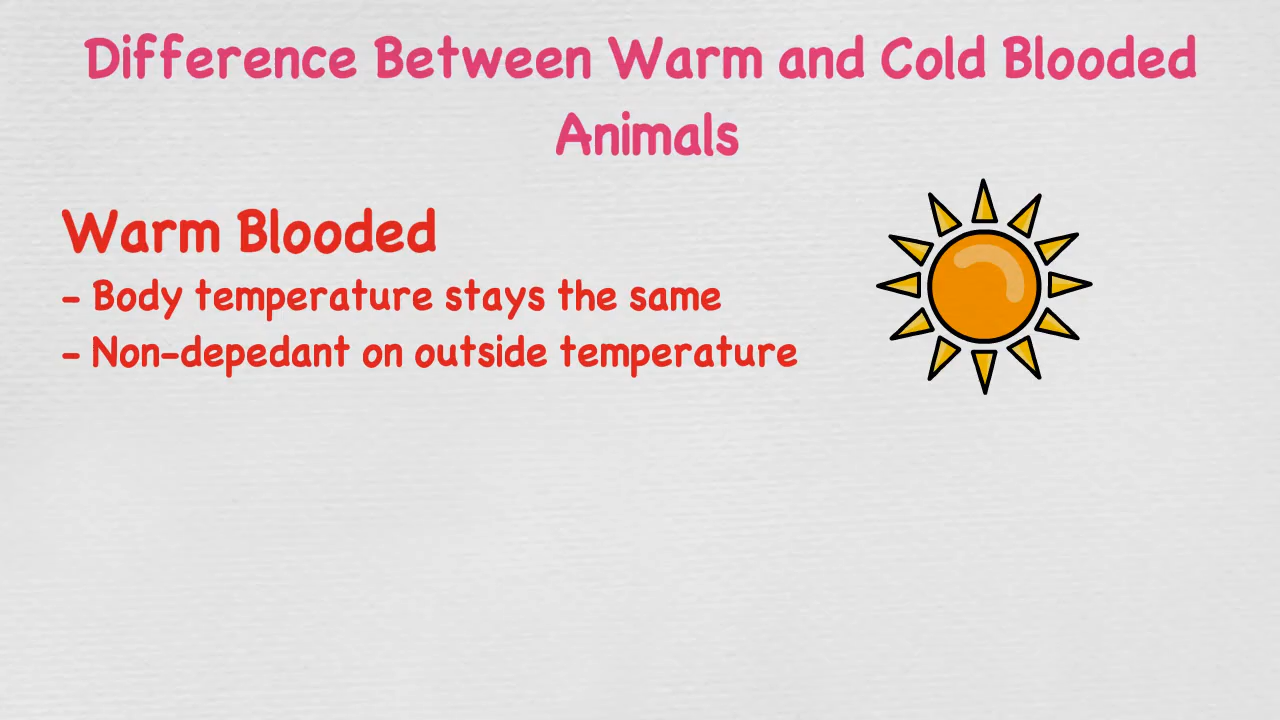 Difference Between Warm and Cold Blooded
Animals
Warm Blooded
- Body temperature stays the same
- Non-depedant on outside temperature